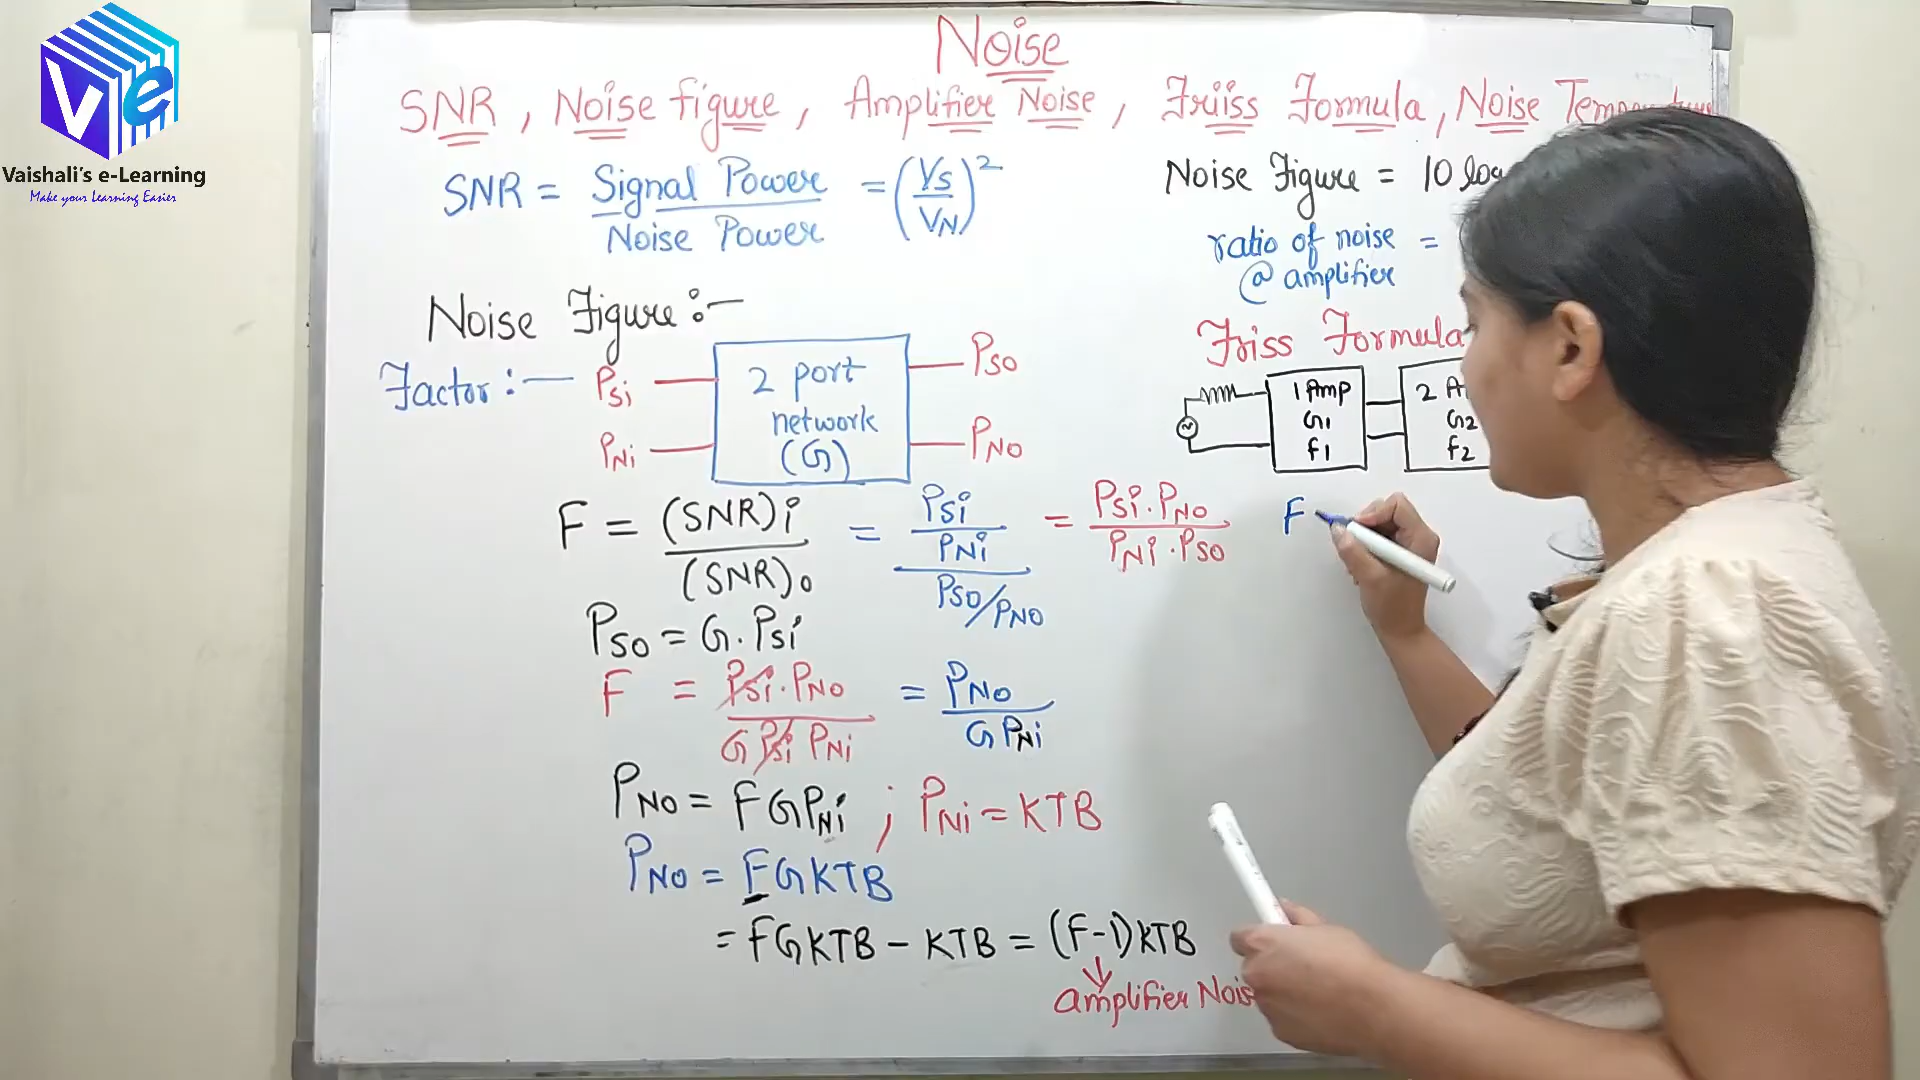 Ve
Vaishali's e-Learning
Make your Learning Easier
Noise
SNR, Noise figure, Amplifier Noise, Friiss Formula, Noise
SNR = Signal Power / Noise Power = (VS/VN)²
Noise Figure :-
Factor :-
PSi
PNi
2 port
network
(G)
PSO
PNO
F = (SNR)i / (SNR)o = (PSi/PNi) / (PSO/PNO) = PSi.PNO / PNi.PSO
PSO = G.PSi
F = PSi.PNO / G PSi PNi = PNO / G PNi
PNO = FGPNi ; PNi = KTB
PNO = FGKTB
= FGKTB - KTB = (F-1)KTB
↓
Noise Figure = 10
ratio of noise =
@ amplifier
Friss Formula
1 Amp
G1
F1
2
G2
F2
F
amplifier